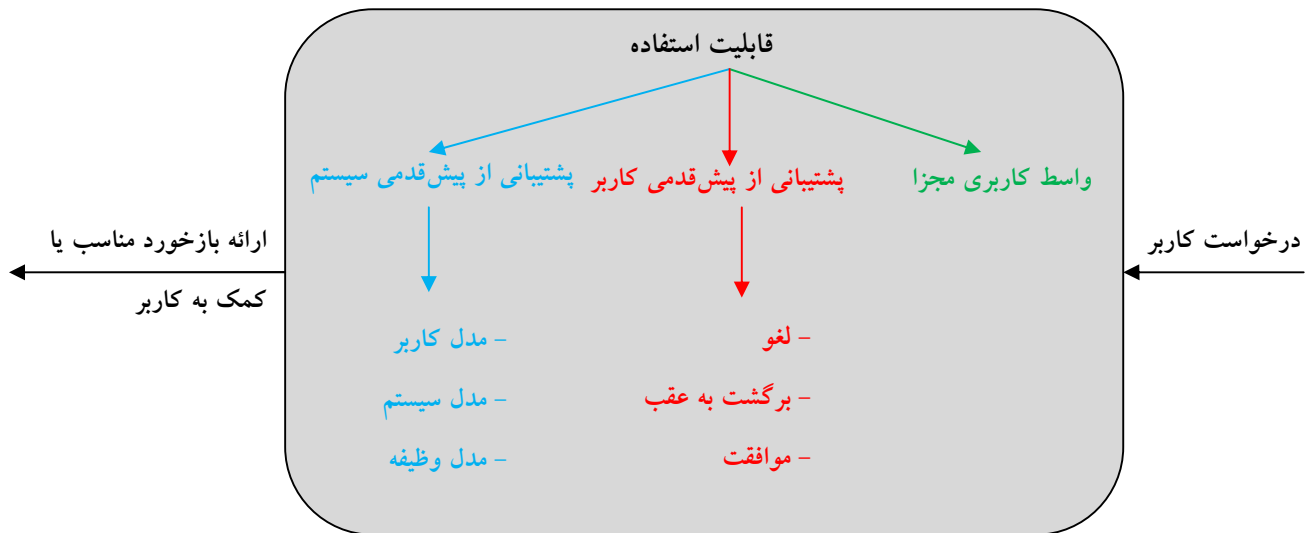 قابلیت استفاده
واسط کاربری مجزا
پشتیبانی از پیش‌قدمی کاربر
پشتیبانی از پیش‌قدمی سیستم
درخواست کاربر
ارائه بازخورد مناسب یا
کمک به کاربر
– لغو
– برگشت به عقب
– موافقت
– مدل کاربر
– مدل سیستم
– مدل وظیفه